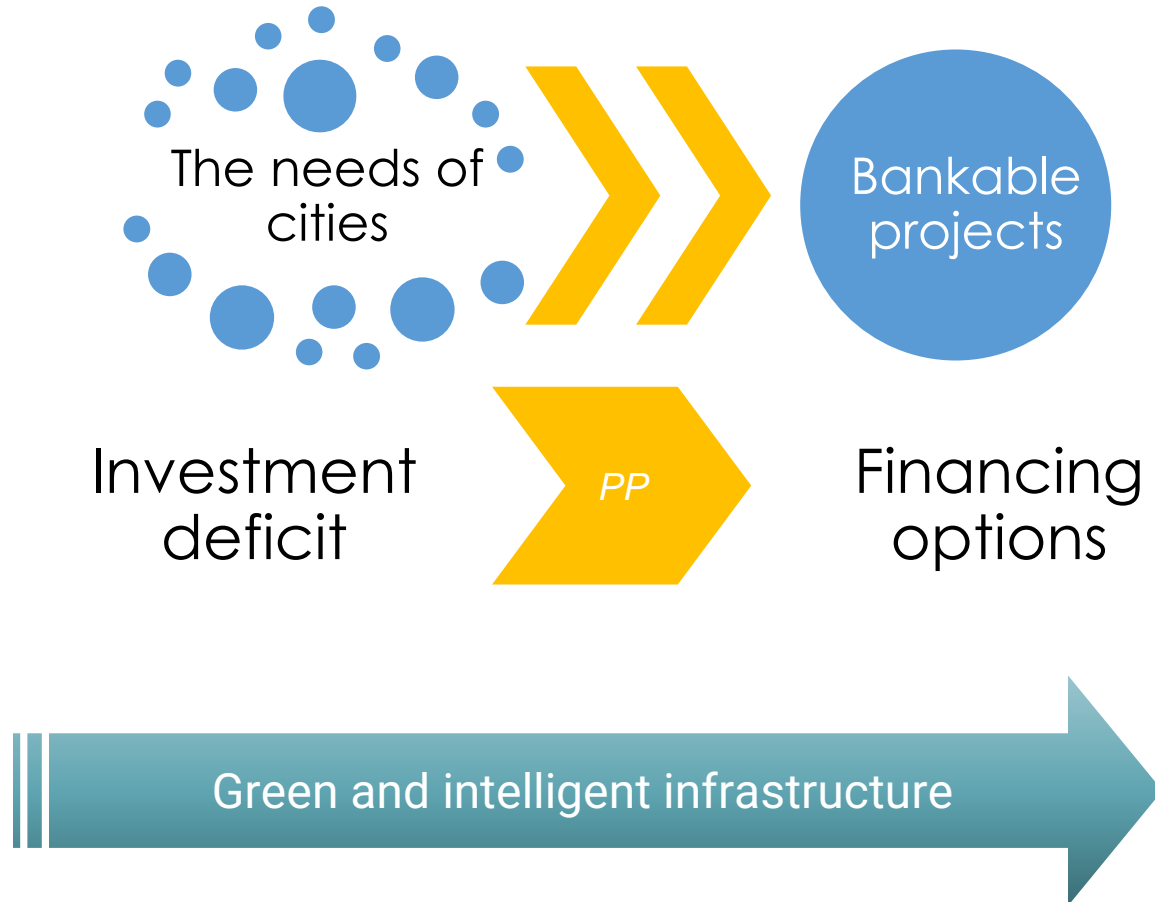 The needs of
cities
Bankable
projects
Investment
deficit
PP
Financing
options
Green and intelligent infrastructure